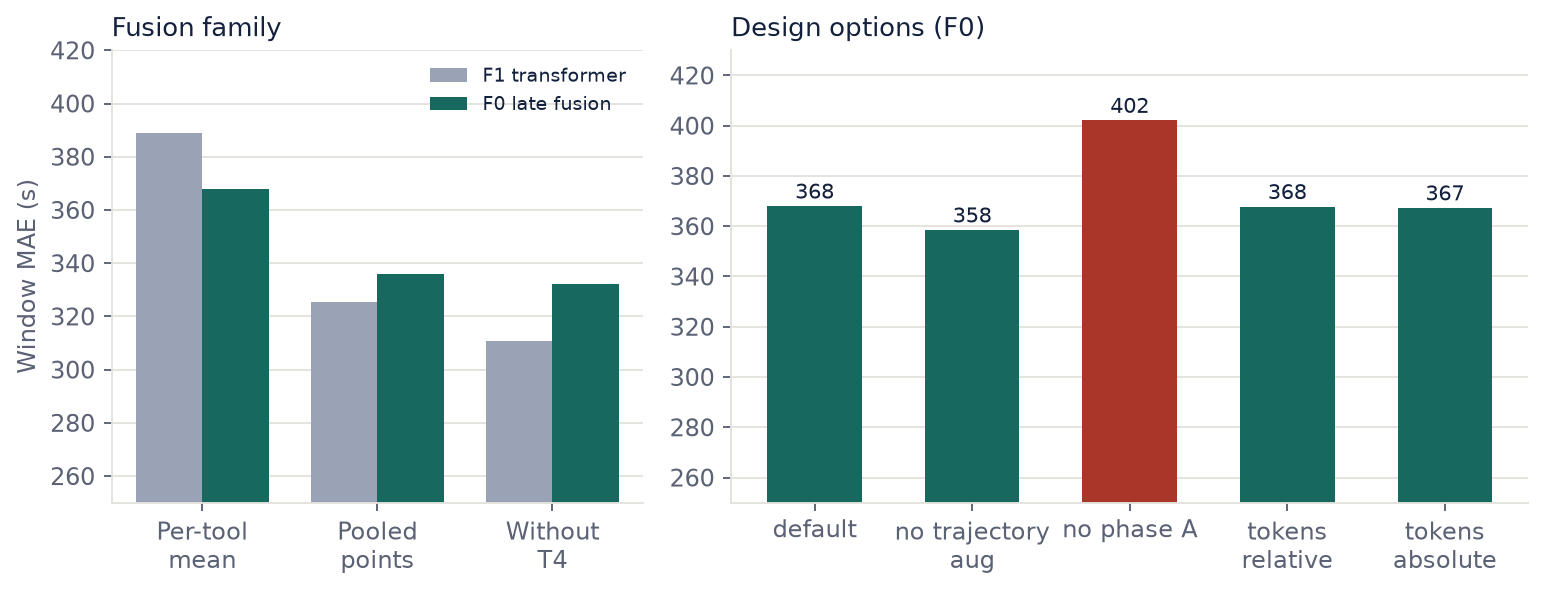 Fusion family
420
400
380
360
340
320
300
280
260
Window MAE (s)
F1 transformer
F0 late fusion
Per-tool
mean
Pooled
points
Without
T4
Design options (F0)
420
400
380
360
340
320
300
280
260
368
358
402
368
367
default
no trajectory
aug
no phase A
tokens
relative
tokens
absolute